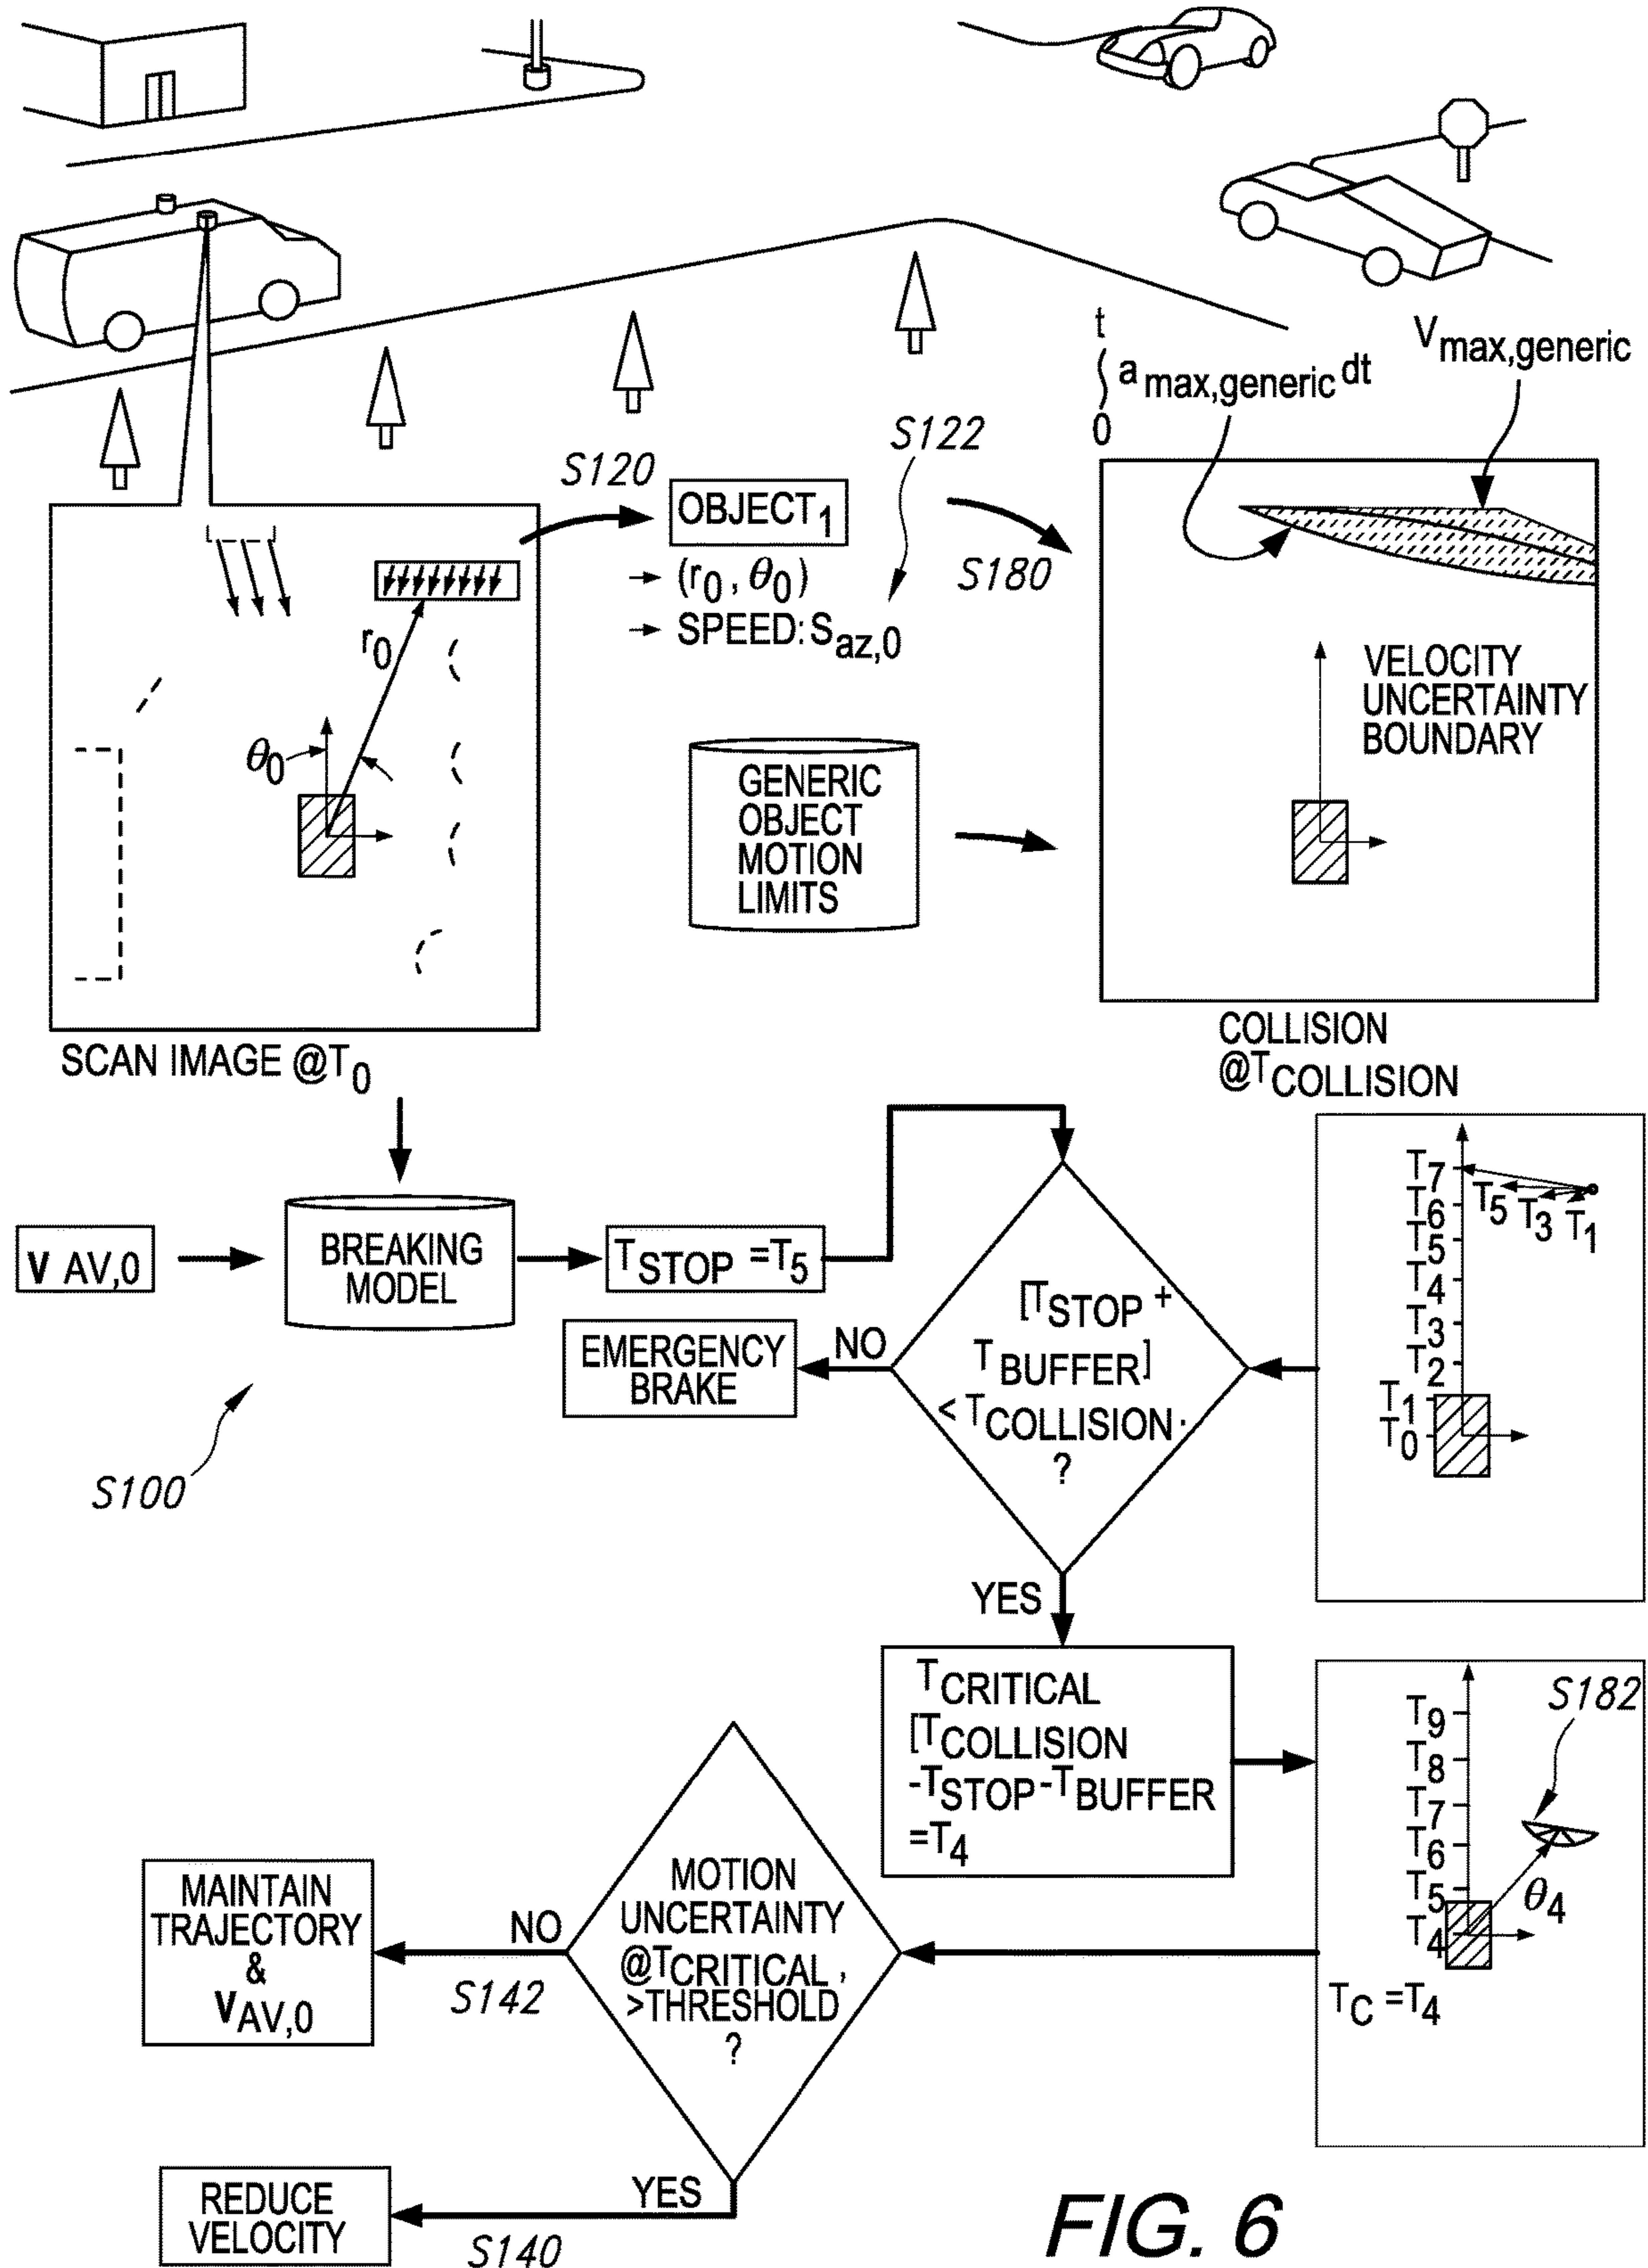 t
∫ a max,generic dt
0
V max,generic
S120
S122
OBJECT1
→ (r0, θ0)
→ SPEED: Saz,0
S180
r0
θ0
VELOCITY
UNCERTAINTY
BOUNDARY
GENERIC
OBJECT
MOTION
LIMITS
SCAN IMAGE @T0
COLLISION
@TCOLLISION
V AV,0
BREAKING
MODEL
TSTOP =T5
[TSTOP +
TBUFFER]
< TCOLLISION.
?
NO
EMERGENCY
BRAKE
T7
T6
T5
T4
T3
T2
T1
T0
T5
T3
T1
S100
YES
TCRITICAL
[TCOLLISION
-TSTOP-TBUFFER
=T4
S182
T9
T8
T7
T6
T5
T4
θ4
TC =T4
MOTION
UNCERTAINTY
@TCRITICAL,
>THRESHOLD
?
NO
S142
MAINTAIN
TRAJECTORY
&
VAV,0
YES
S140
REDUCE
VELOCITY
FIG. 6